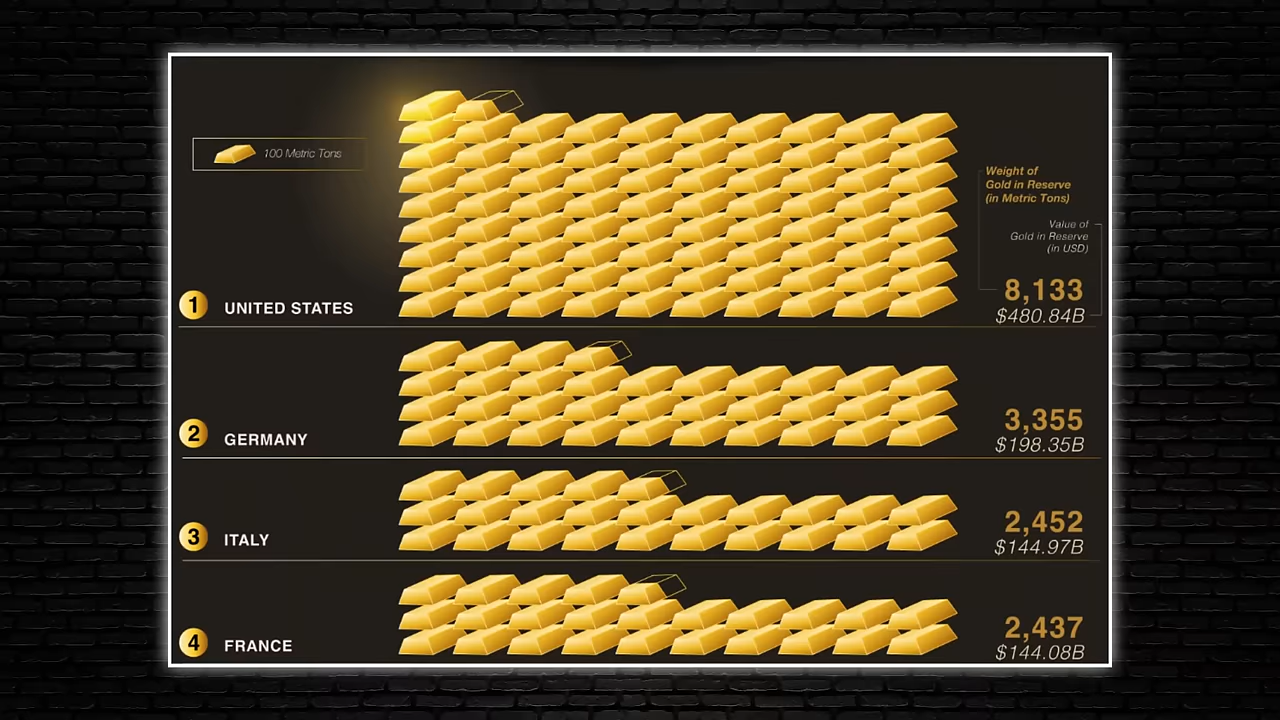 100 Metric Tons
Weight of
Gold in Reserve
(in Metric Tons)
Value of
Gold in Reserve
(in USD)
1 UNITED STATES
8,133
$480.84B
2 GERMANY
3,355
$198.35B
3 ITALY
2,452
$144.97B
4 FRANCE
2,437
$144.08B